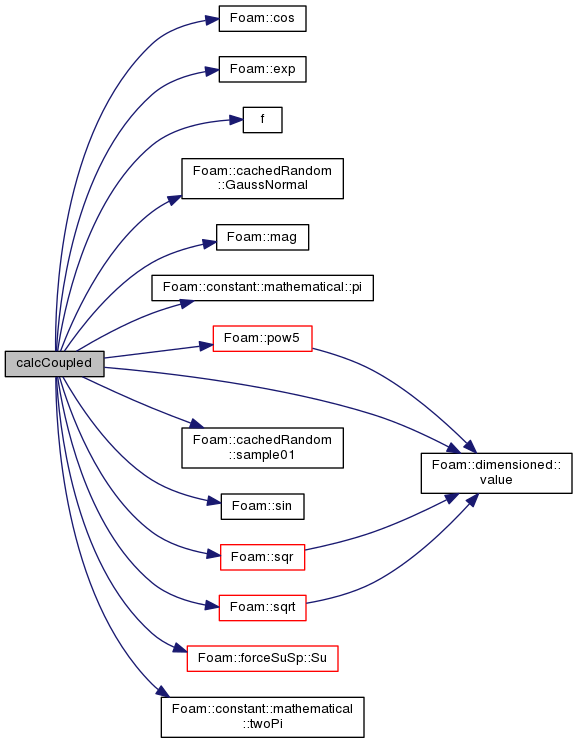 Foam::cos
Foam::exp
f
Foam::cachedRandom
::GaussNormal
Foam::mag
Foam::constant::mathematical::pi
Foam::pow5
calcCoupled
Foam::cachedRandom
::sample01
Foam::dimensioned::
value
Foam::sin
Foam::sqr
Foam::sqrt
Foam::forceSuSp::Su
Foam::constant::mathematical
::twoPi